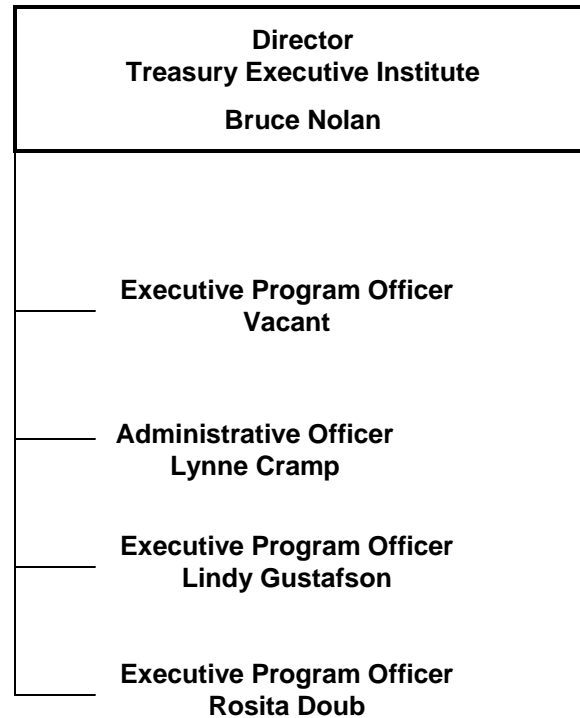 Director
Treasury Executive Institute
Bruce Nolan
Executive Program Officer
Vacant
Administrative Officer
Lynne Cramp
Executive Program Officer
Lindy Gustafson
Executive Program Officer
Rosita Doub